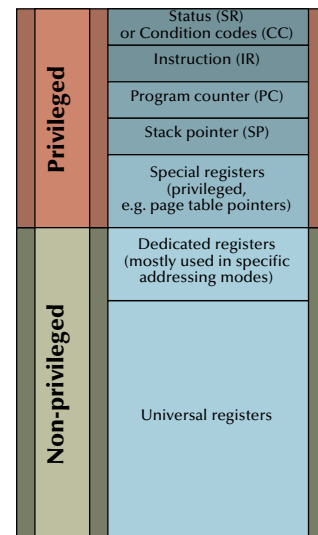 Privileged
Status (SR)
or Condition codes (CC)
Instruction (IR)
Program counter (PC)
Stack pointer (SP)
Special registers
(privileged,
e.g. page table pointers)
Non-privileged
Dedicated registers
(mostly used in specific
addressing modes)
Universal registers